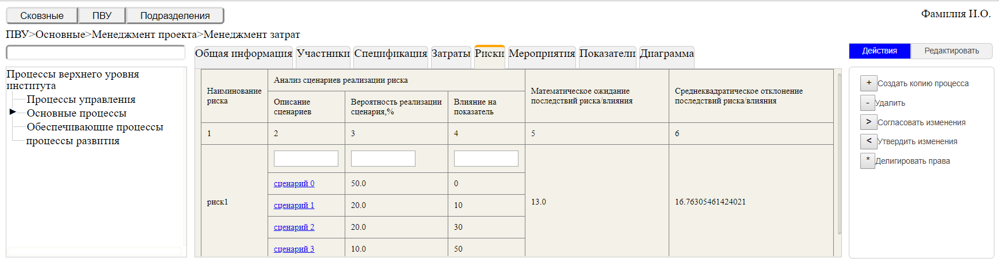 Сковзные ПВУ Подразделения
Фамилия И.О.
ПВУ>Основные>Менеджмент проекта>Менеджмент затрат
Процессы верхнего уровня
института
Процессы управления
Основные процессы
Обеспечивающие процессы
процессы развития
Общая информация Участники Спецификация Затраты Риски Мероприятия Показатели Диаграмма
Наиминование
риска
Анализ сценариев реализации риска
Описание
сценариев
Вероятность реализации
сценария,%
Влияние на
показатель
Математическое ожидание
последствий риска/влияния
Среднеквадратическое отклонение
последствий риска/влияния
1 2 3 4 5 6
риск1
сценарий 0 50.0 0
сценарий 1 20.0 10
сценарий 2 20.0 30
сценарий 3 10.0 50
13.0
16.76305461424021
Действия Редактировать
+ Создать копию процесса
- Удалить
> Согласовать изменения
< Утвердить изменения
* Делигировать права